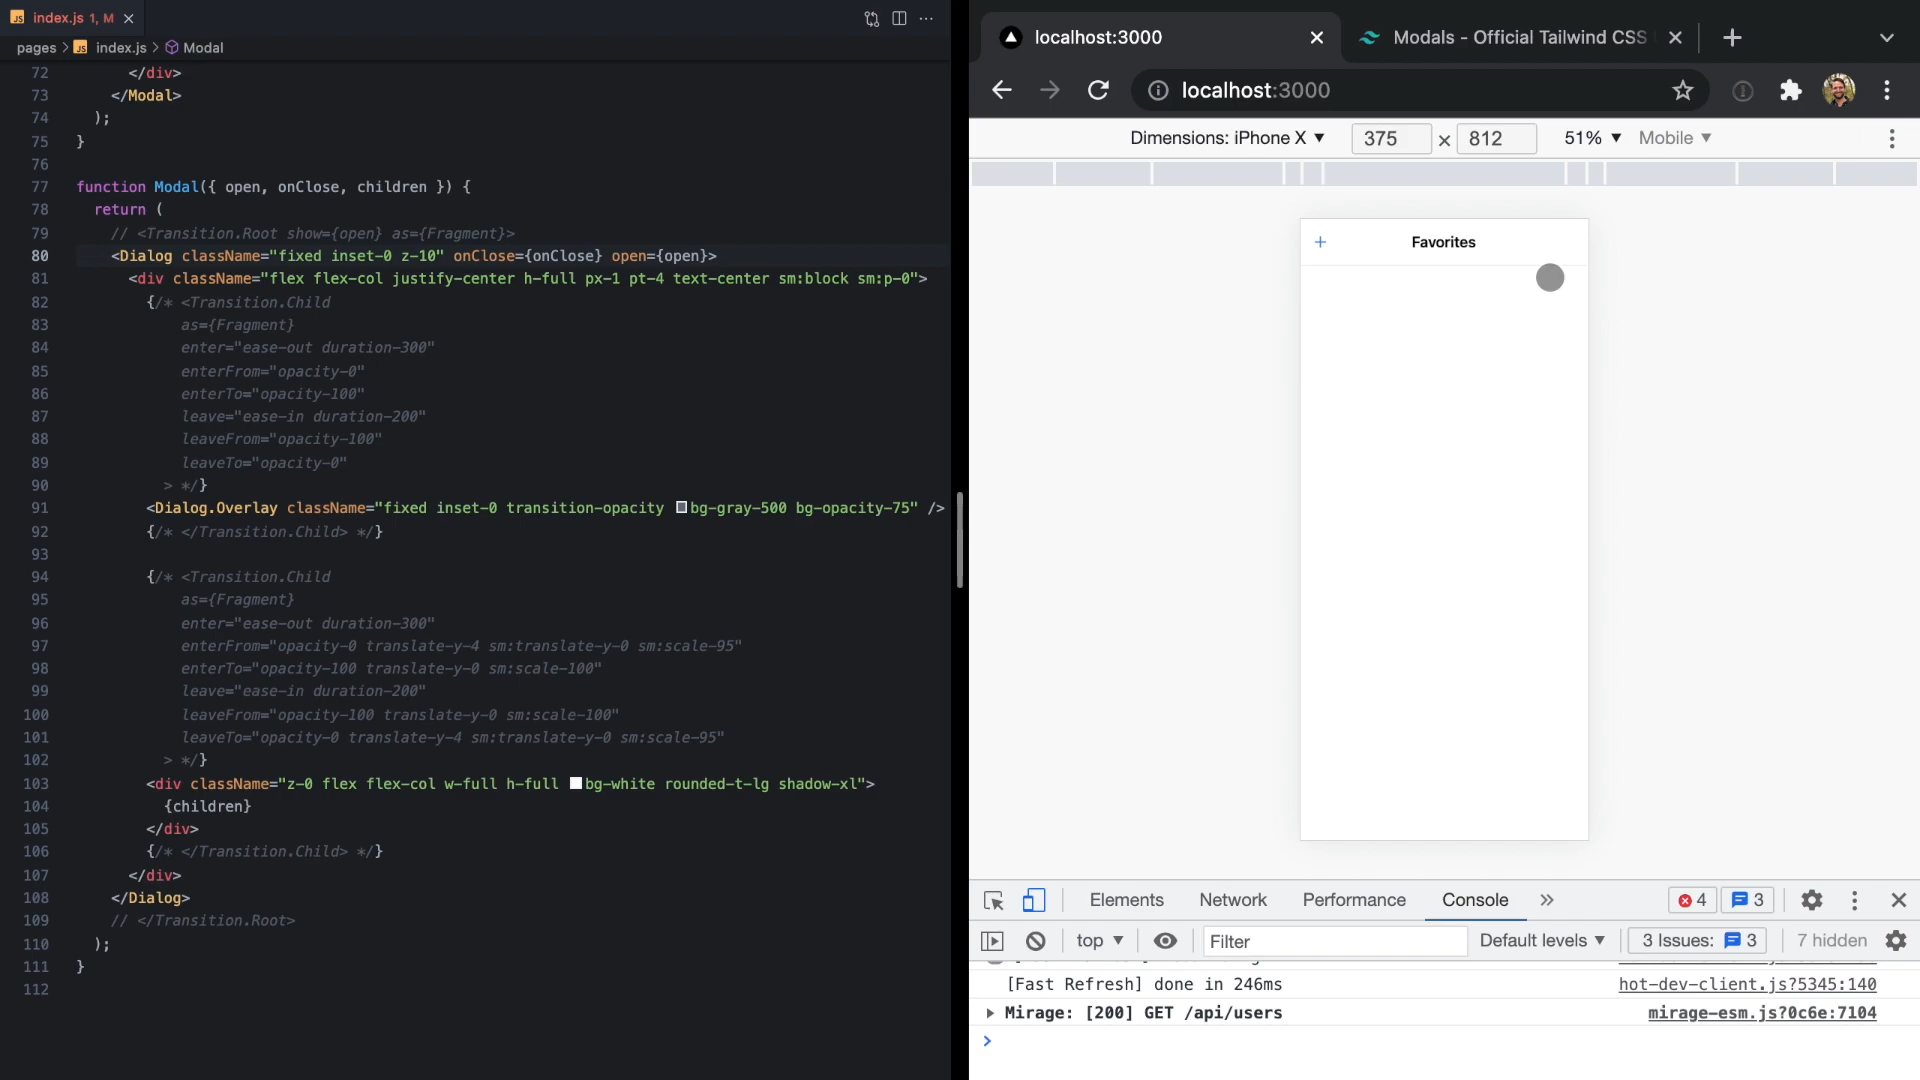 index.js 1, M
pages > index.js > Modal
72 </div>
73 </Modal>
74 );
75 }
76
77 function Modal({ open, onClose, children }) {
78 return (
79 // <Transition.Root show={open} as={Fragment}>
80 <Dialog className="fixed inset-0 z-10" onClose={onClose} open={open}>
81 <div className="flex flex-col justify-center h-full px-1 pt-4 text-center sm:block sm:p-0">
82 {/* <Transition.Child
83 as={Fragment}
84 enter="ease-out duration-300"
85 enterFrom="opacity-0"
86 enterTo="opacity-100"
87 leave="ease-in duration-200"
88 leaveFrom="opacity-100"
89 leaveTo="opacity-0"
90 > */}
91 <Dialog.Overlay className="fixed inset-0 transition-opacity bg-gray-500 bg-opacity-75" />
92 {/* </Transition.Child> */}
93
94 {/* <Transition.Child
95 as={Fragment}
96 enter="ease-out duration-300"
97 enterFrom="opacity-0 translate-y-4 sm:translate-y-0 sm:scale-95"
98 enterTo="opacity-100 translate-y-0 sm:scale-100"
99 leave="ease-in duration-200"
100 leaveFrom="opacity-100 translate-y-0 sm:scale-100"
101 leaveTo="opacity-0 translate-y-4 sm:translate-y-0 sm:scale-95"
102 > */}
103 <div className="z-0 flex flex-col w-full h-full bg-white rounded-t-lg shadow-xl">
104 {children}
105 </div>
106 {/* </Transition.Child> */}
107 </div>
108 </Dialog>
109 // </Transition.Root>
110 );
111 }
112
localhost:3000
Modals - Official Tailwind CSS
localhost:3000
Dimensions: iPhone X 375 × 812 51% Mobile
+ Favorites
Elements Network Performance Console 4 3
top Filter Default levels 3 Issues: 3 7 hidden
[Fast Refresh] done in 246ms hot-dev-client.js?5345:140
Mirage: [200] GET /api/users mirage-esm.js?0c6e:7104